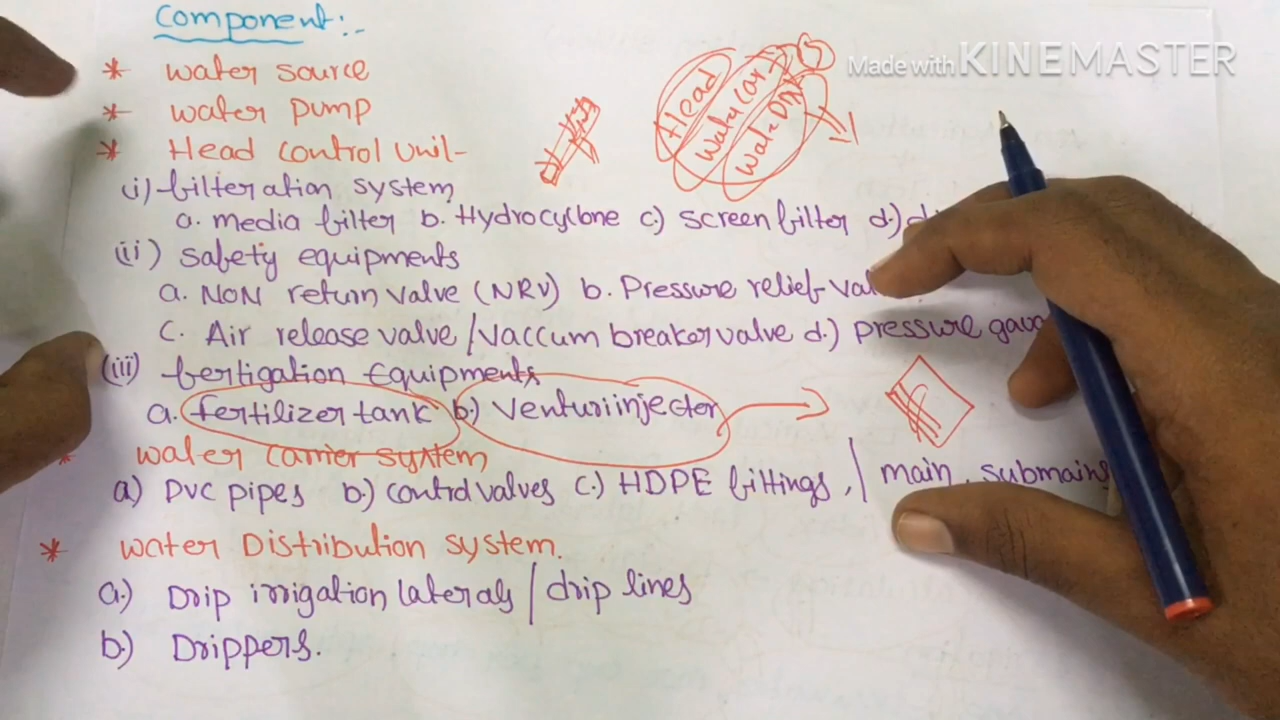 Component:-
Made with KINEMASTER
* water source
* water pump
* Head control Unit-
Head
(i) filteration system
a. media filter b. Hydrocyclone c) screen filter d.)
(ii) safety equipments
a. NON return valve (NRV) b. Pressure relief
c. Air release valve / Vaccum breaker valve d.) pressure
(iii) fertigation Equipments
a. fertilizer tank b.) Venturi injector
* water carrier system
a) PVC pipes b.) control valves c.) HDPE fittings, / main, submains
* water Distribution system.
a.) Drip irrigation laterals / drip lines
b.) Drippers.